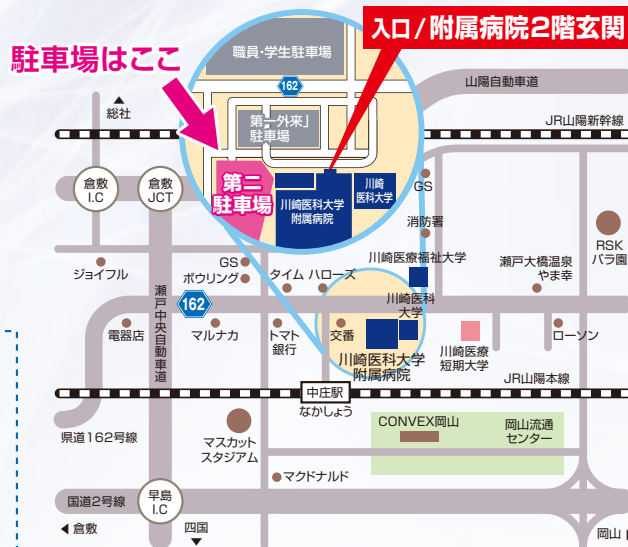 入口/附属病院2階玄関
駐車場はここ
職員・学生駐車場
162
第一外来」
駐車場
第二
駐車場
川崎医科大学
附属病院
川崎
医科大学
山陽自動車道
総社
JR山陽新幹線
倉敷
I.C
倉敷
JCT
GS
消防署
RSK
バラ園
ジョイフル
GS
ボウリング
タイム
ハローズ
川崎医療福祉大学
瀬戸大橋温泉
やま幸
瀬戸中央自動車道
162
川崎医科
大学
電器店
マルナカ
トマト
銀行
交番
川崎医科大学
附属病院
川崎医療
短期大学
ローソン
JR山陽本線
中庄駅
なかしょう
県道162号線
マスカット
スタジアム
CONVEX岡山
岡山流通
センター
マクドナルド
国道2号線
早島
I.C
倉敷
四国
岡山